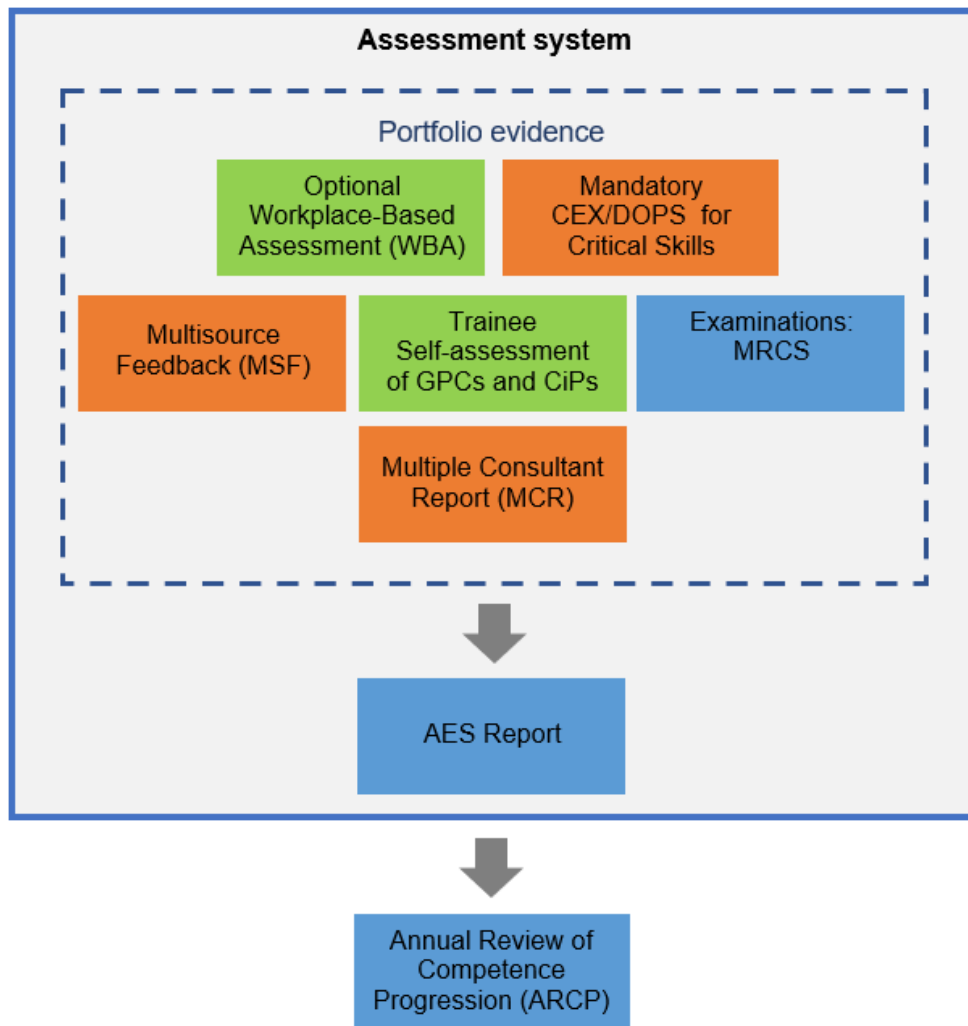 Assessment system
Portfolio evidence
Optional
Workplace-Based
Assessment (WBA)
Mandatory
CEX/DOPS for
Critical Skills
Multisource
Feedback (MSF)
Trainee
Self-assessment
of GPCs and CiPs
Examinations:
MRCS
Multiple Consultant
Report (MCR)
AES Report
Annual Review of
Competence
Progression (ARCP)